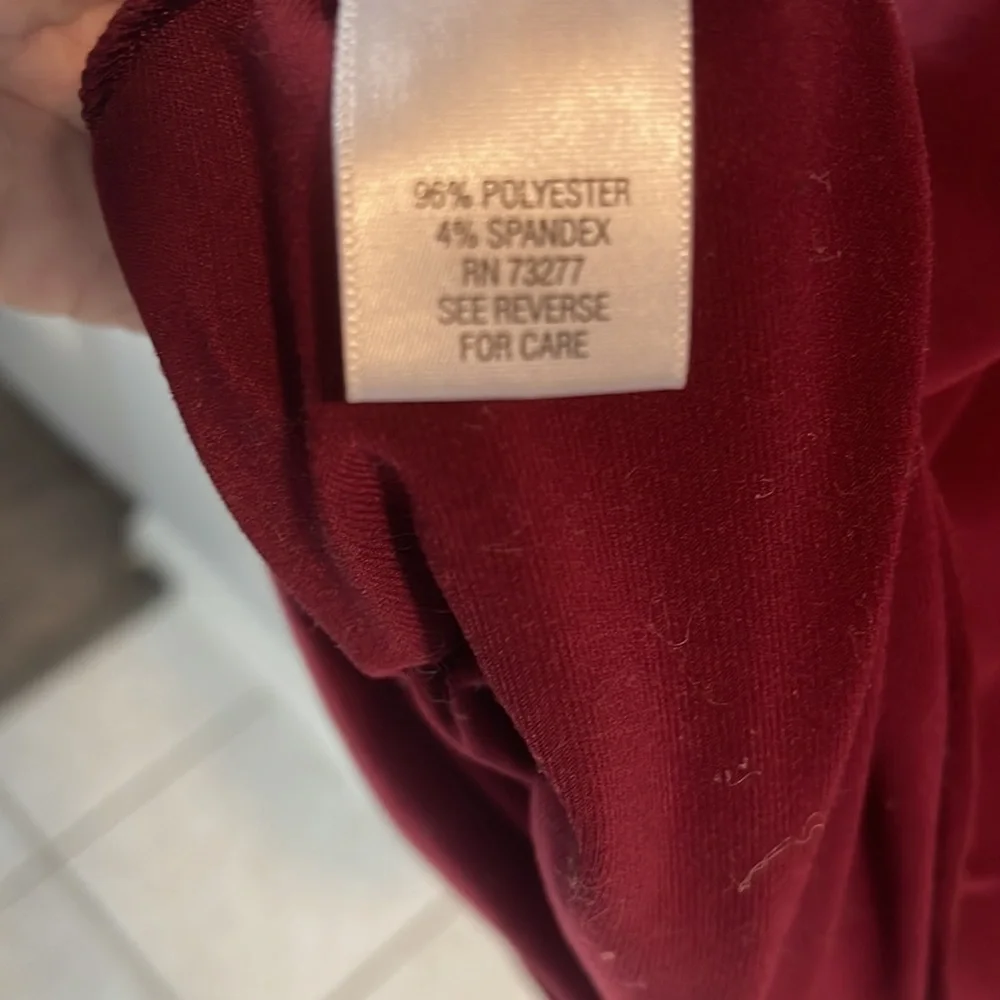 96% POLYESTER
4% SPANDEX
RN 73277
SEE REVERSE
FOR CARE